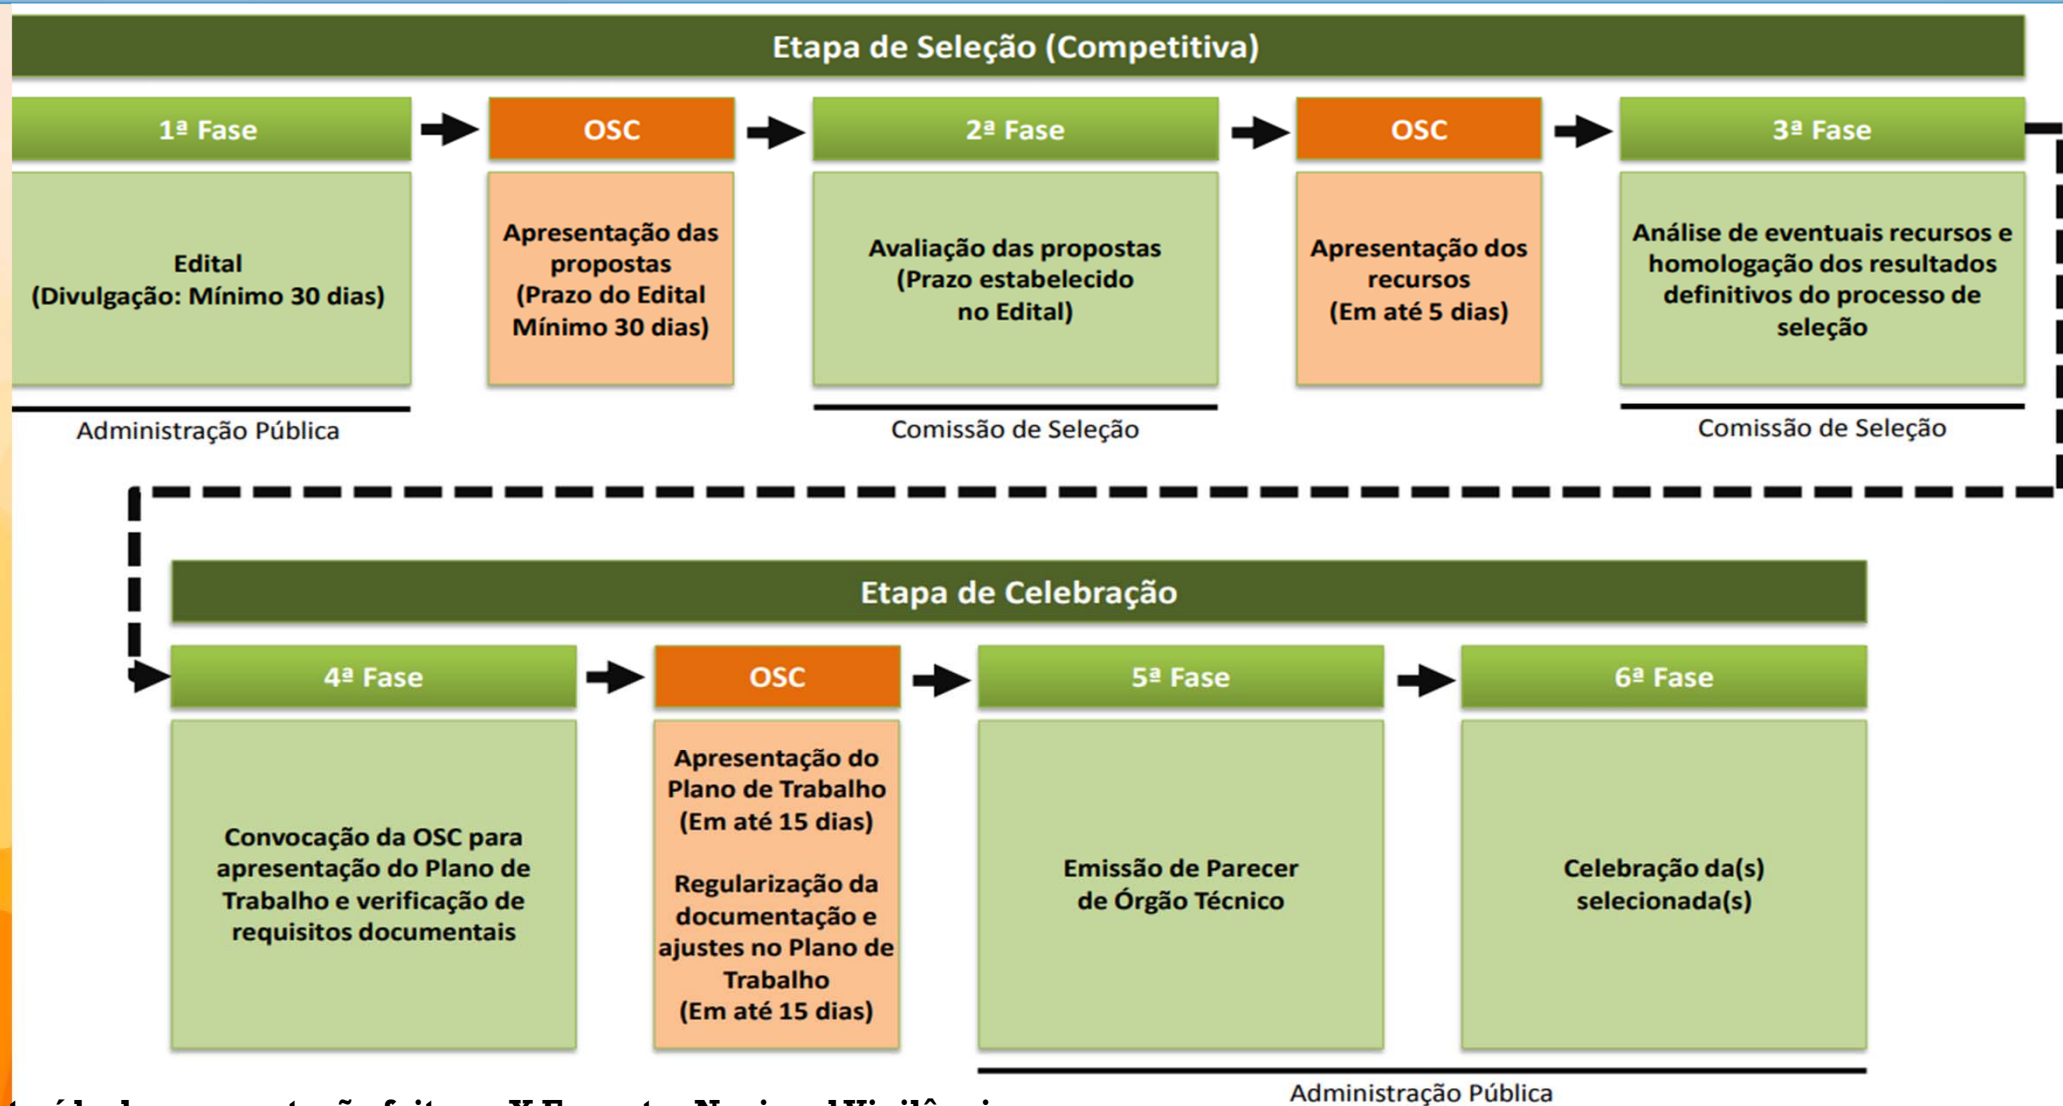 Etapa de Seleção (Competitiva)
1ª Fase
OSC
2ª Fase
OSC
3ª Fase
Edital
(Divulgação: Mínimo 30 dias)
Apresentação das
propostas
(Prazo do Edital
Mínimo 30 dias)
Avaliação das propostas
(Prazo estabelecido
no Edital)
Apresentação dos
recursos
(Em até 5 dias)
Análise de eventuais recursos e
homologação dos resultados
definitivos do processo de
seleção
Administração Pública
Comissão de Seleção
Comissão de Seleção
Etapa de Celebração
4ª Fase
OSC
5ª Fase
6ª Fase
Convocação da OSC para
apresentação do Plano de
Trabalho e verificação de
requisitos documentais
Apresentação do
Plano de Trabalho
(Em até 15 dias)
Regularização da
documentação e
ajustes no Plano de
Trabalho
(Em até 15 dias)
Emissão de Parecer
de Órgão Técnico
Celebração da(s)
selecionada(s)
Administração Pública